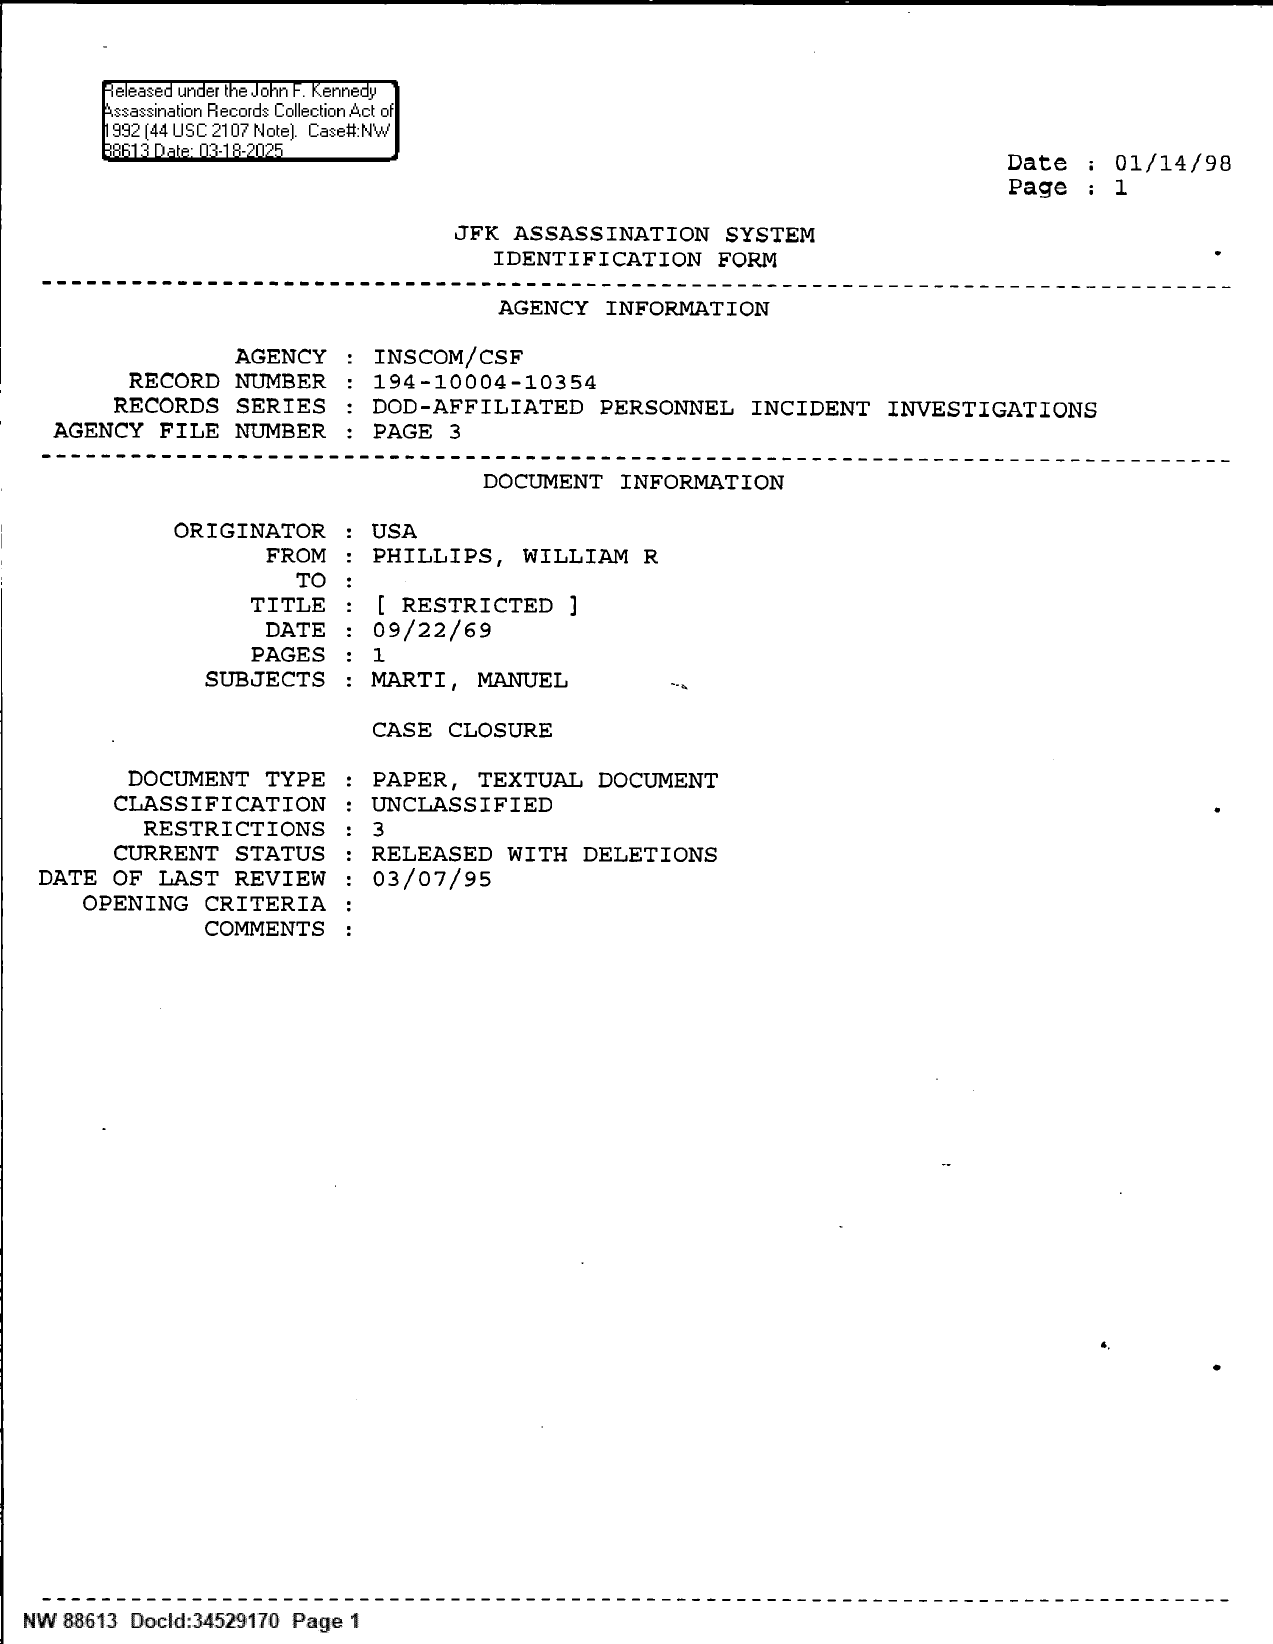 Released under the John F. Kennedy
Assassination Records Collection Act of
1992 (44 USC 2107 Note). Case#:NW
88613 Date: 03-18-2025
Date : 01/14/98
Page : 1
JFK ASSASSINATION SYSTEM
IDENTIFICATION FORM
AGENCY INFORMATION
AGENCY : INSCOM/CSF
RECORD NUMBER : 194-10004-10354
RECORDS SERIES : DOD-AFFILIATED PERSONNEL INCIDENT INVESTIGATIONS
AGENCY FILE NUMBER : PAGE 3
DOCUMENT INFORMATION
ORIGINATOR : USA
FROM : PHILLIPS, WILLIAM R
TO :
TITLE : [ RESTRICTED ]
DATE : 09/22/69
PAGES : 1
SUBJECTS : MARTI, MANUEL
CASE CLOSURE
DOCUMENT TYPE : PAPER, TEXTUAL DOCUMENT
CLASSIFICATION : UNCLASSIFIED
RESTRICTIONS : 3
CURRENT STATUS : RELEASED WITH DELETIONS
DATE OF LAST REVIEW : 03/07/95
OPENING CRITERIA :
COMMENTS :
NW 88613 DocId:34529170 Page 1